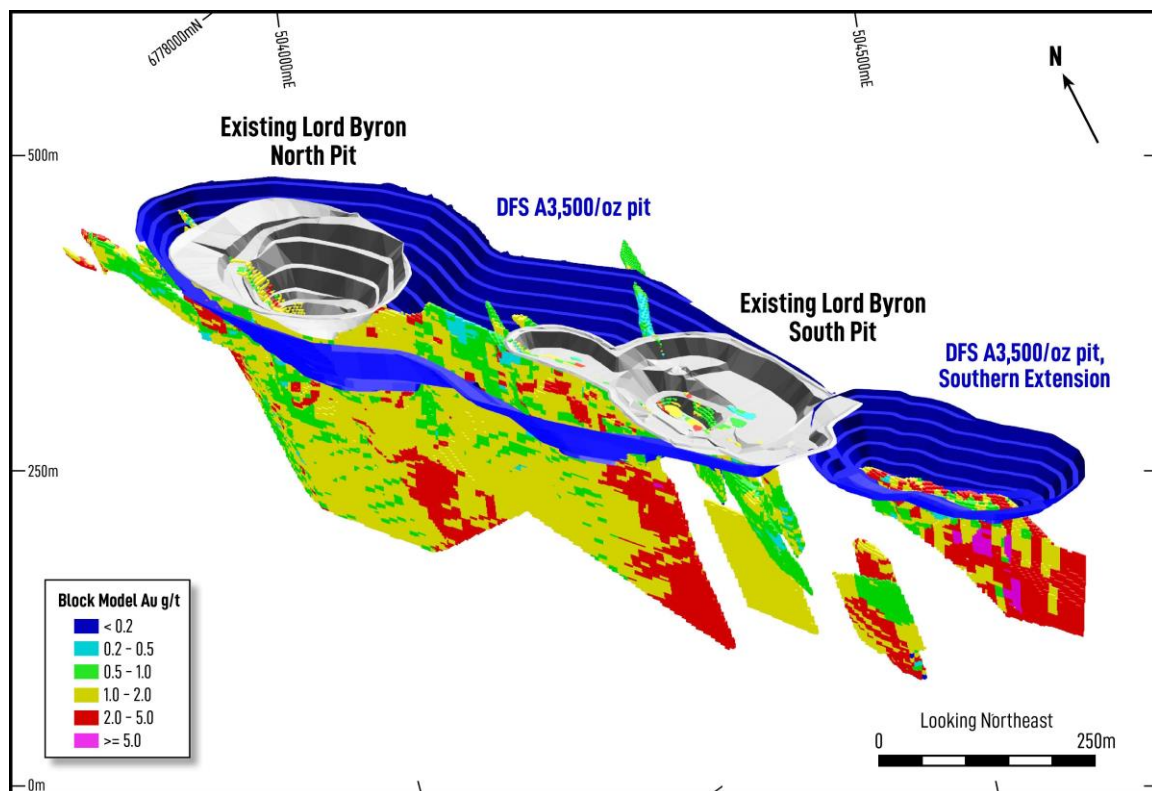 6778000mN
504000mE
504500mE
N
Existing Lord Byron
North Pit
500m
DFS A3,500/oz pit
Existing Lord Byron
South Pit
DFS A3,500/oz pit,
Southern Extension
250m
Block Model Au g/t
< 0.2
0.2 – 0.5
0.5 – 1.0
1.0 – 2.0
2.0 – 5.0
>= 5.0
Looking Northeast
0 250m
0m